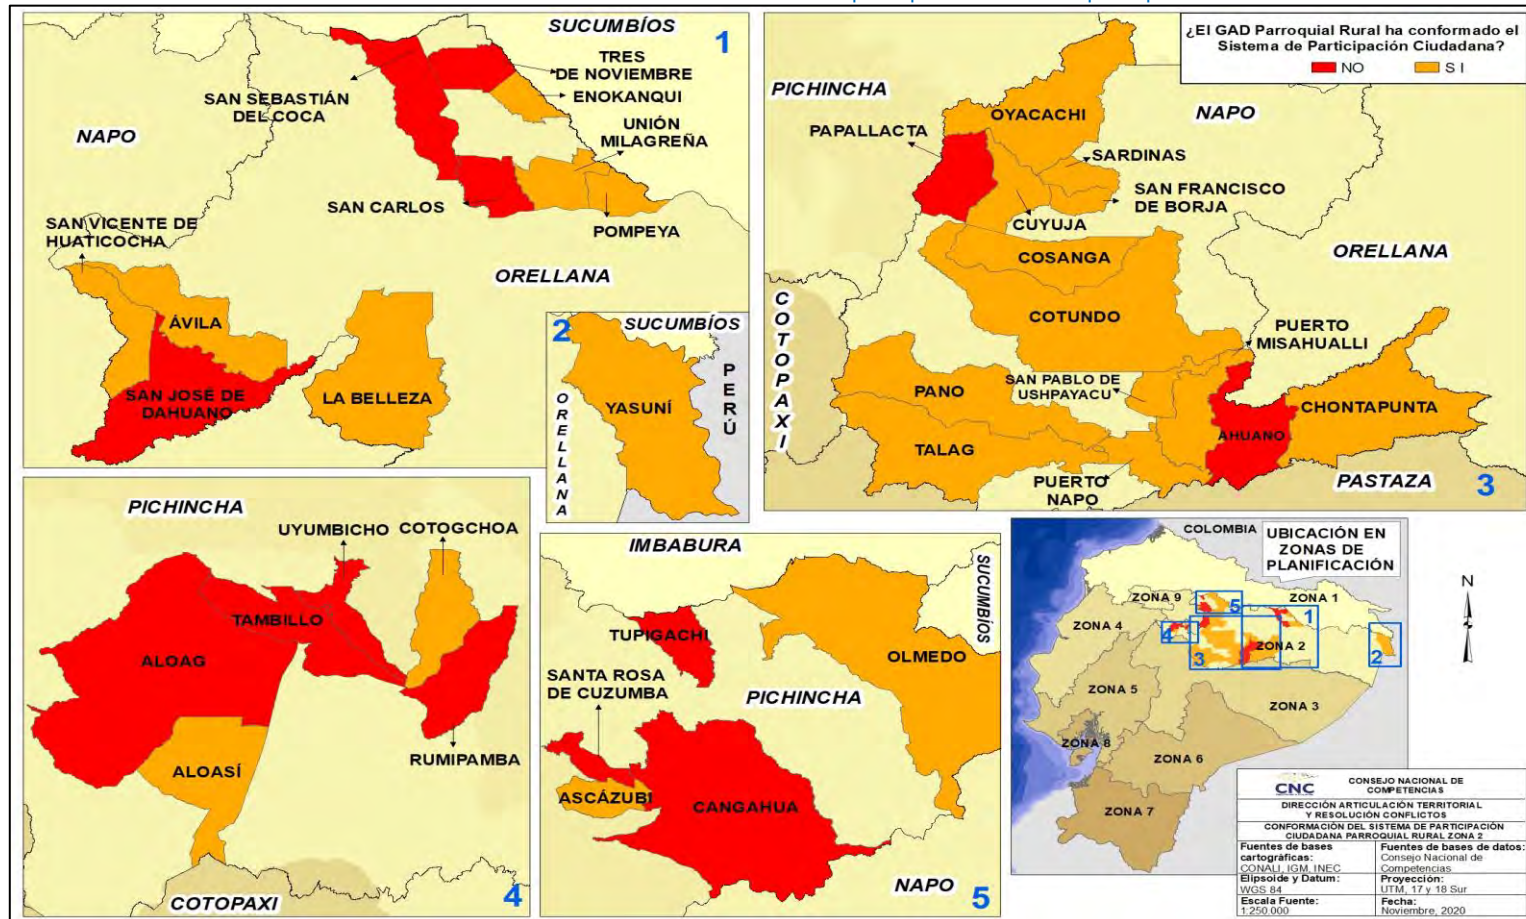 SUCUMBÍOS
1
TRES
DE NOVIEMBRE
ENOKANQUI
SAN SEBASTIÁN
DEL COCA
UNIÓN
MILAGREÑA
NAPO
SAN CARLOS
POMPEYA
SAN VICENTE DE
HUATICOCHA
ORELLANA
ÁVILA
SAN JOSÉ DE
DAHUANO
LA BELLEZA
2
SUCUMBÍOS
PERÚ
ORELLANA
YASUNÍ
¿El GAD Parroquial Rural ha conformado el
Sistema de Participación Ciudadana?
NO
SI
PICHINCHA
OYACACHI
NAPO
PAPALLACTA
SARDINAS
SAN FRANCISCO
DE BORJA
CUYUJA
COSANGA
ORELLANA
COTOPAXI
COTUNDO
PUERTO
MISAHUALLI
PANO
SAN PABLO DE
USHPAYACU
CHONTAPUNTA
AHUANO
TALAG
PUERTO
NAPO
PASTAZA
3
PICHINCHA
UYUMBICHO
COTOGCHOA
TAMBILLO
ALOAG
RUMIPAMBA
ALOASÍ
COTOPAXI
4
IMBABURA
SUCUMBÍOS
TUPIGACHI
OLMEDO
SANTA ROSA
DE CUZUMBA
PICHINCHA
ASCÁZUBI
CANGAHUA
NAPO
5
COLOMBIA
UBICACIÓN EN
ZONAS DE
PLANIFICACIÓN
ZONA 9
ZONA 1
5
1
ZONA 4
4
3
ZONA 2
2
ZONA 5
ZONA 3
ZONA 8
ZONA 6
ZONA 7
N
CNC
CONSEJO NACIONAL DE
COMPETENCIAS
DIRECCIÓN ARTICULACIÓN TERRITORIAL
Y RESOLUCIÓN CONFLICTOS
CONFORMACIÓN DEL SISTEMA DE PARTICIPACIÓN
CIUDADANA PARROQUIAL RURAL ZONA 2
Fuentes de bases
cartográficas:
CONALI, IGM, INEC
Fuentes de bases de datos:
Consejo Nacional de
Competencias
Elipsoide y Datum:
WGS 84
Proyección:
UTM, 17 y 18 Sur
Escala Fuente:
1:250.000
Fecha:
Noviembre, 2020